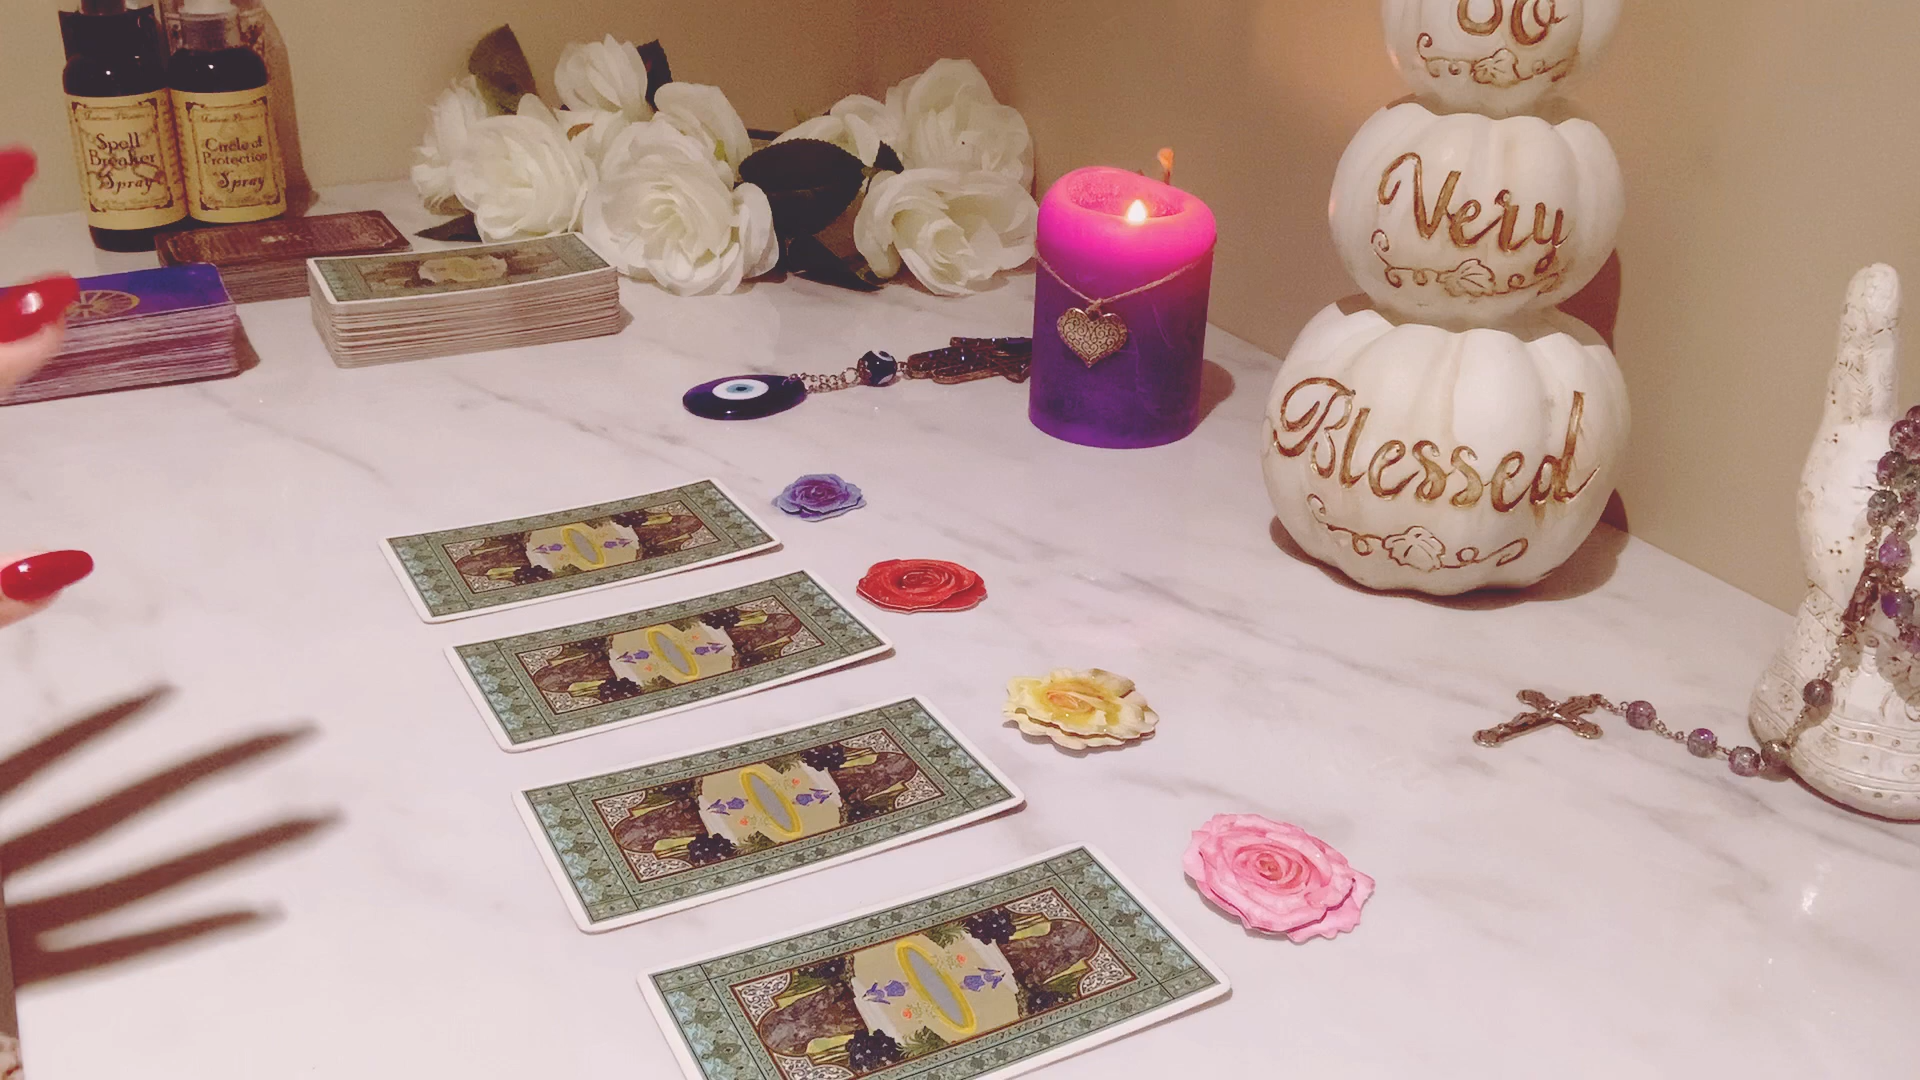 Spell
Breaker
Spray
Circle of
Protection
Spray
So
Very
Blessed